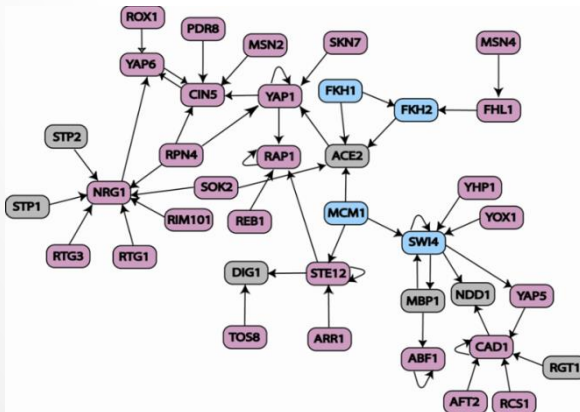 ROX1
PDR8
MSN2
SKN7
MSN4
YAP6
CIN5
YAP1
FKH1
FKH2
FHL1
STP2
RPN4
RAP1
ACE2
STP1
NRG1
SOK2
YHP1
RIM101
REB1
MCM1
YOX1
SWI4
RTG3
RTG1
DIG1
STE12
MBP1
NDD1
YAP5
TOS8
ARR1
ABF1
CAD1
RGT1
AFT2
RCS1